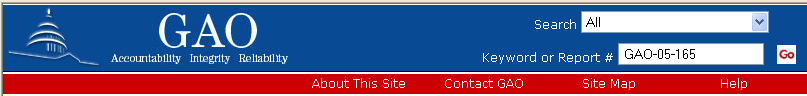 GAO
Accountability Integrity Reliability
Search All
Keyword or Report # GAO-05-165 Go
About This Site Contact GAO Site Map Help